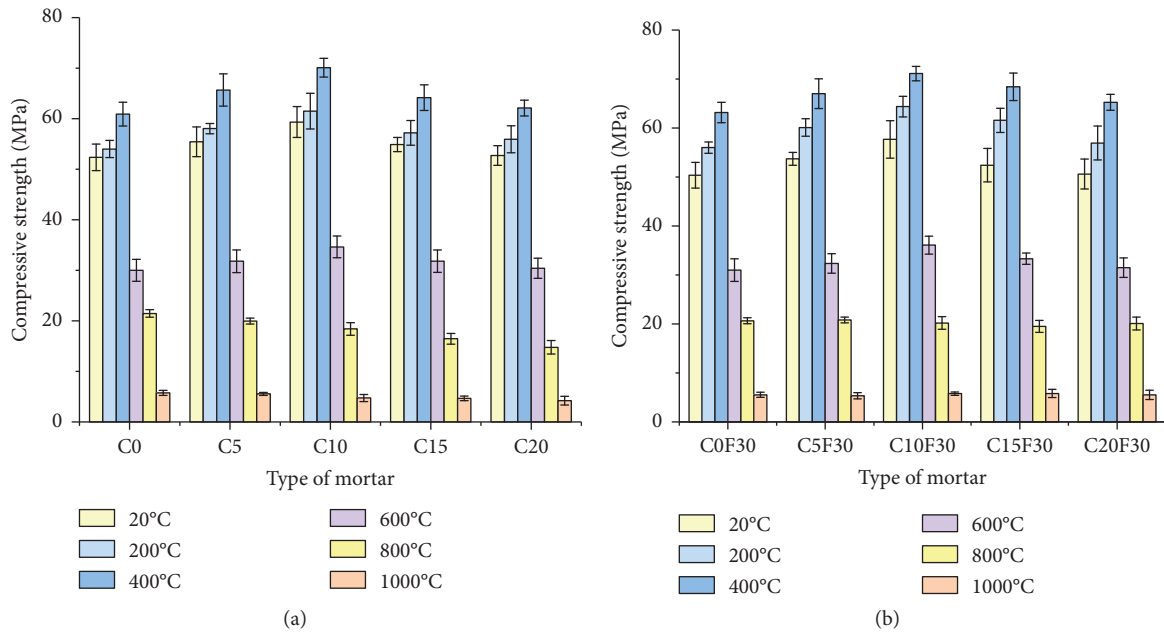 80
60
40
20
0
Compressive strength (MPa)
C0 C5 C10 C15 C20
Type of mortar
20°C 600°C
200°C 800°C
400°C 1000°C
(a)
80
60
40
20
0
Compressive strength (MPa)
C0F30 C5F30 C10F30 C15F30 C20F30
Type of mortar
20°C 600°C
200°C 800°C
400°C 1000°C
(b)